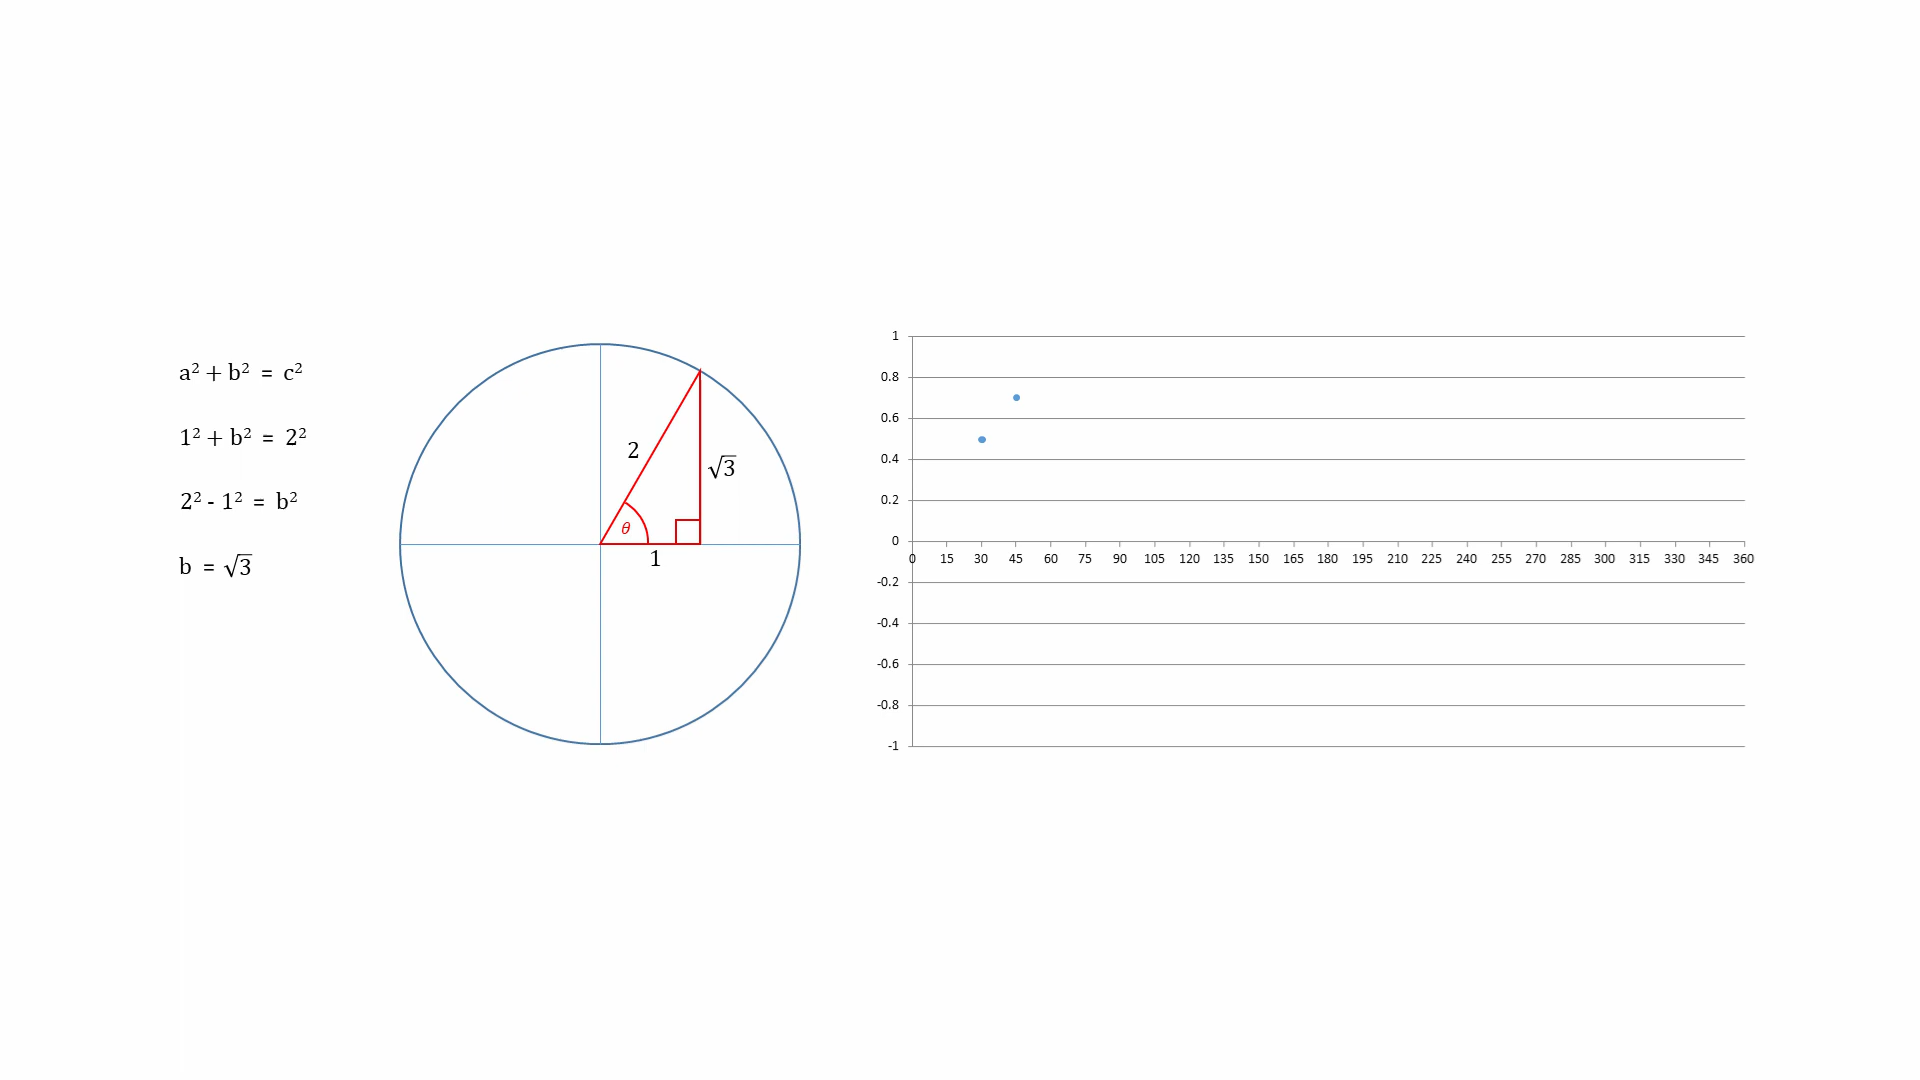 a² + b² = c²
1² + b² = 2²
2² - 1² = b²
b = √3
2
√3
θ
1
1
0.8
0.6
0.4
0.2
0
-0.2
-0.4
-0.6
-0.8
-1
0 15 30 45 60 75 90 105 120 135 150 165 180 195 210 225 240 255 270 285 300 315 330 345 360